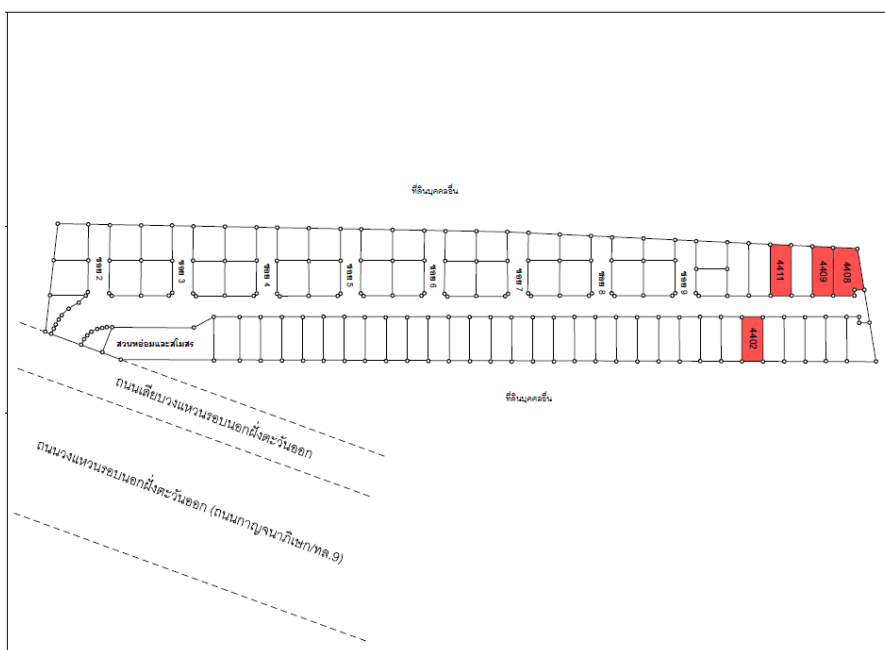 ที่ดินบุคคลอื่น
ซอย 2
ซอย 3
ซอย 4
ซอย 5
ซอย 6
ซอย 7
ซอย 8
ซอย 9
4411
4409
4408
4402
สวนหย่อมและสโมสร
ที่ดินบุคคลอื่น
ถนนเลียบวงแหวนรอบนอกฝั่งตะวันออก
ถนนวงแหวนรอบนอกฝั่งตะวันออก (ถนนกาญจนาภิเษก/ทล.9)